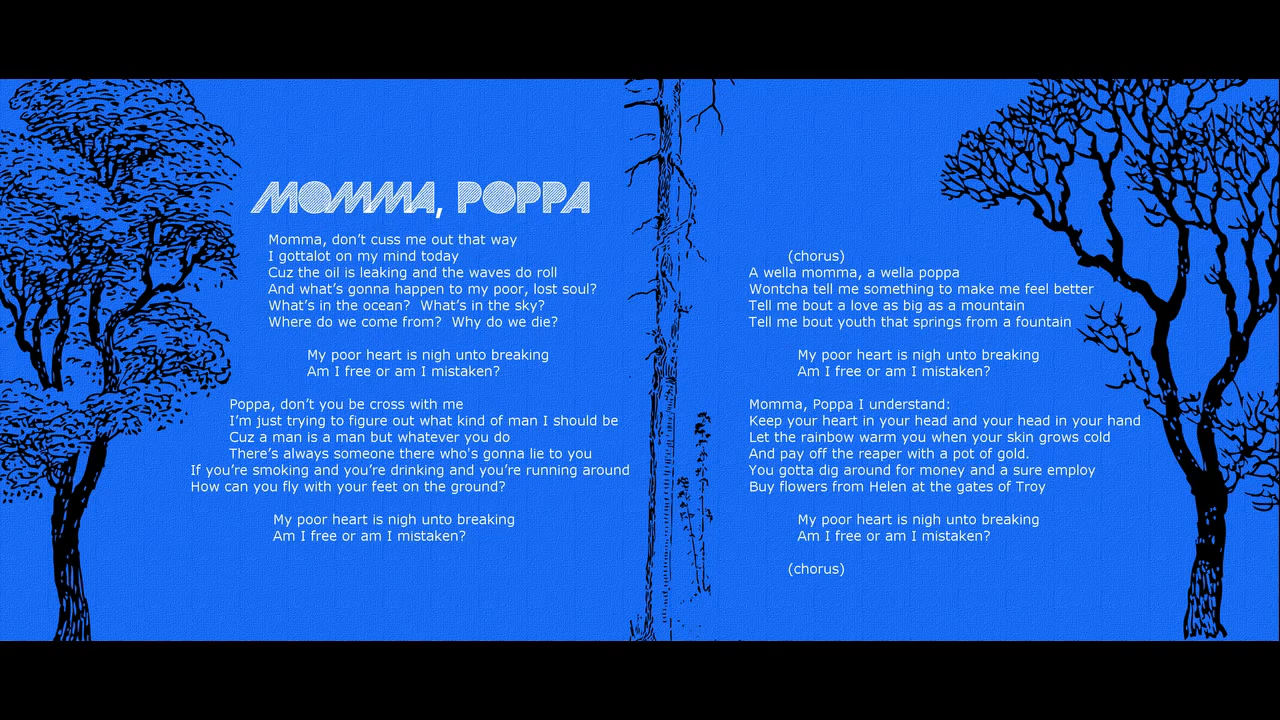 MOMMA, POPPA
Momma, don’t cuss me out that way
I gottalot on my mind today
Cuz the oil is leaking and the waves do roll
And what’s gonna happen to my poor, lost soul?
What’s in the ocean?  What’s in the sky?
Where do we come from?  Why do we die?
My poor heart is nigh unto breaking
Am I free or am I mistaken?
Poppa, don’t you be cross with me
I’m just trying to figure out what kind of man I should be
Cuz a man is a man but whatever you do
There’s always someone there who's gonna lie to you
If you’re smoking and you’re drinking and you’re running around
How can you fly with your feet on the ground?
My poor heart is nigh unto breaking
Am I free or am I mistaken?
(chorus)
A wella momma, a wella poppa
Wontcha tell me something to make me feel better
Tell me bout a love as big as a mountain
Tell me bout youth that springs from a fountain
My poor heart is nigh unto breaking
Am I free or am I mistaken?
Momma, Poppa I understand:
Keep your heart in your head and your head in your hand
Let the rainbow warm you when your skin grows cold
And pay off the reaper with a pot of gold.
You gotta dig around for money and a sure employ
Buy flowers from Helen at the gates of Troy
My poor heart is nigh unto breaking
Am I free or am I mistaken?
(chorus)